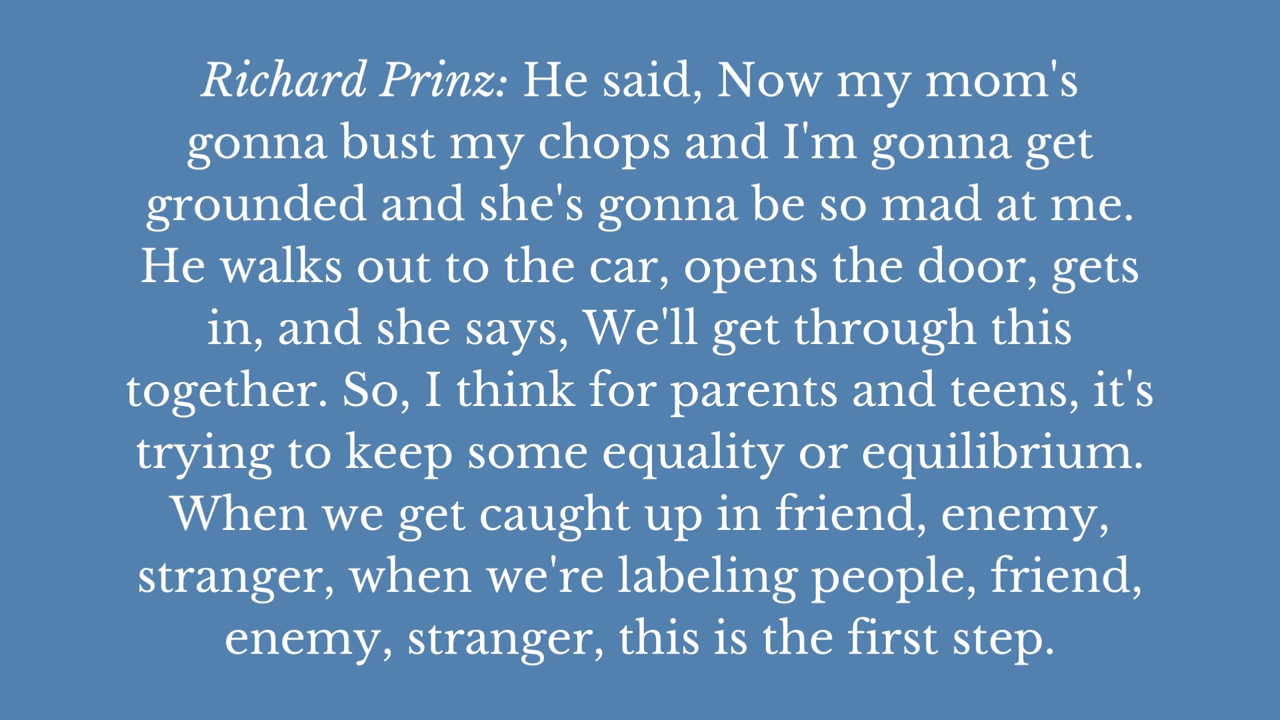 Richard Prinz: He said, Now my mom's
gonna bust my chops and I'm gonna get
grounded and she's gonna be so mad at me.
He walks out to the car, opens the door, gets
in, and she says, We'll get through this
together. So, I think for parents and teens, it's
trying to keep some equality or equilibrium.
When we get caught up in friend, enemy,
stranger, when we're labeling people, friend,
enemy, stranger, this is the first step.